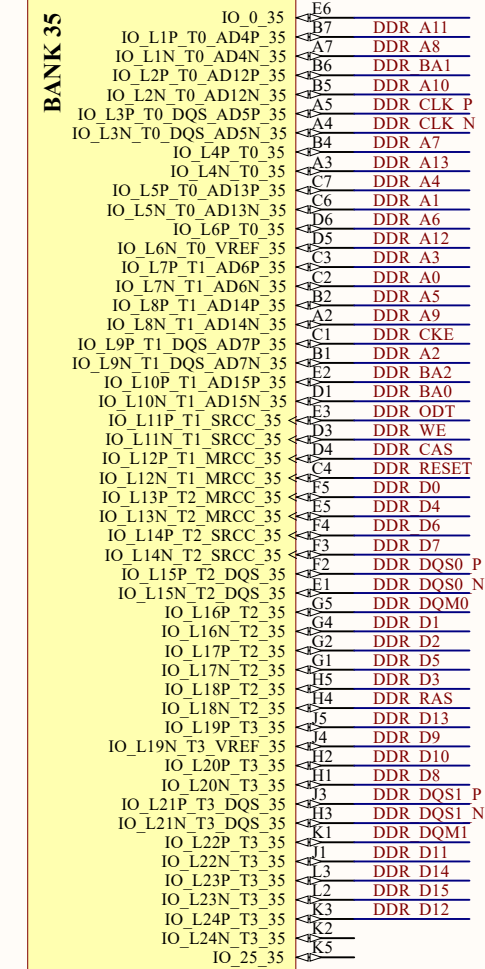 BANK 35
IO_0_35 E6
IO_L1P_T0_AD4P_35 B7 DDR_A11
IO_L1N_T0_AD4N_35 A7 DDR_A8
IO_L2P_T0_AD12P_35 B6 DDR_BA1
IO_L2N_T0_AD12N_35 B5 DDR_A10
IO_L3P_T0_DQS_AD5P_35 A5 DDR_CLK_P
IO_L3N_T0_DQS_AD5N_35 A4 DDR_CLK_N
IO_L4P_T0_35 B4 DDR_A7
IO_L4N_T0_35 A3 DDR_A13
IO_L5P_T0_AD13P_35 C7 DDR_A4
IO_L5N_T0_AD13N_35 C6 DDR_A1
IO_L6P_T0_35 D6 DDR_A6
IO_L6N_T0_VREF_35 D5 DDR_A12
IO_L7P_T1_AD6P_35 C3 DDR_A3
IO_L7N_T1_AD6N_35 C2 DDR_A0
IO_L8P_T1_AD14P_35 B2 DDR_A5
IO_L8N_T1_AD14N_35 A2 DDR_A9
IO_L9P_T1_DQS_AD7P_35 C1 DDR_CKE
IO_L9N_T1_DQS_AD7N_35 B1 DDR_A2
IO_L10P_T1_AD15P_35 E2 DDR_BA2
IO_L10N_T1_AD15N_35 D1 DDR_BA0
IO_L11P_T1_SRCC_35 E3 DDR_ODT
IO_L11N_T1_SRCC_35 D3 DDR_WE
IO_L12P_T1_MRCC_35 D4 DDR_CAS
IO_L12N_T1_MRCC_35 C4 DDR_RESET
IO_L13P_T2_MRCC_35 F5 DDR_D0
IO_L13N_T2_MRCC_35 E5 DDR_D4
IO_L14P_T2_SRCC_35 F4 DDR_D6
IO_L14N_T2_SRCC_35 F3 DDR_D7
IO_L15P_T2_DQS_35 F2 DDR_DQS0_P
IO_L15N_T2_DQS_35 E1 DDR_DQS0_N
IO_L16P_T2_35 G5 DDR_DQM0
IO_L16N_T2_35 G4 DDR_D1
IO_L17P_T2_35 G2 DDR_D2
IO_L17N_T2_35 G1 DDR_D5
IO_L18P_T2_35 H5 DDR_D3
IO_L18N_T2_35 H4 DDR_RAS
IO_L19P_T3_35 J5 DDR_D13
IO_L19N_T3_VREF_35 J4 DDR_D9
IO_L20P_T3_35 H2 DDR_D10
IO_L20N_T3_35 H1 DDR_D8
IO_L21P_T3_DQS_35 J3 DDR_DQS1_P
IO_L21N_T3_DQS_35 H3 DDR_DQS1_N
IO_L22P_T3_35 K1 DDR_DQM1
IO_L22N_T3_35 J1 DDR_D11
IO_L23P_T3_35 L3 DDR_D14
IO_L23N_T3_35 L2 DDR_D15
IO_L24P_T3_35 K3 DDR_D12
IO_L24N_T3_35 K2
IO_25_35 K5